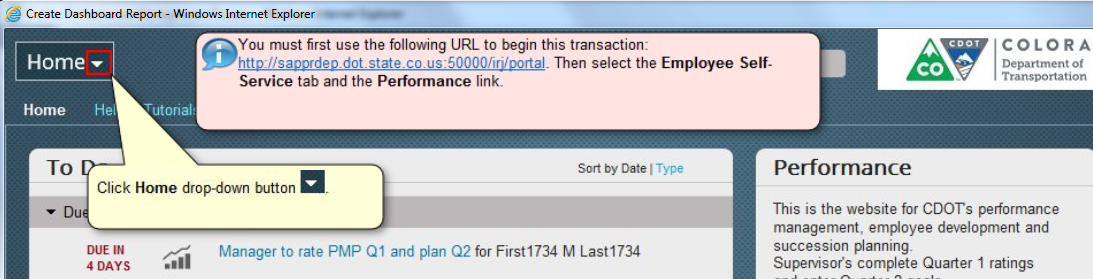 Create Dashboard Report - Windows Internet Explorer
Home
You must first use the following URL to begin this transaction:
http://sapprdep.dot.state.co.us:50000/irj/portal. Then select the Employee Self-
Service tab and the Performance link.
CO
CDOT
COLORA
Department of
Transportation
Home Tutorials
To Do
Sort by Date | Type
Click Home drop-down button .
Due
DUE IN
4 DAYS
Manager to rate PMP Q1 and plan Q2 for First1734 M Last1734
Performance
This is the website for CDOT's performance
management, employee development and
succession planning.
Supervisor's complete Quarter 1 ratings